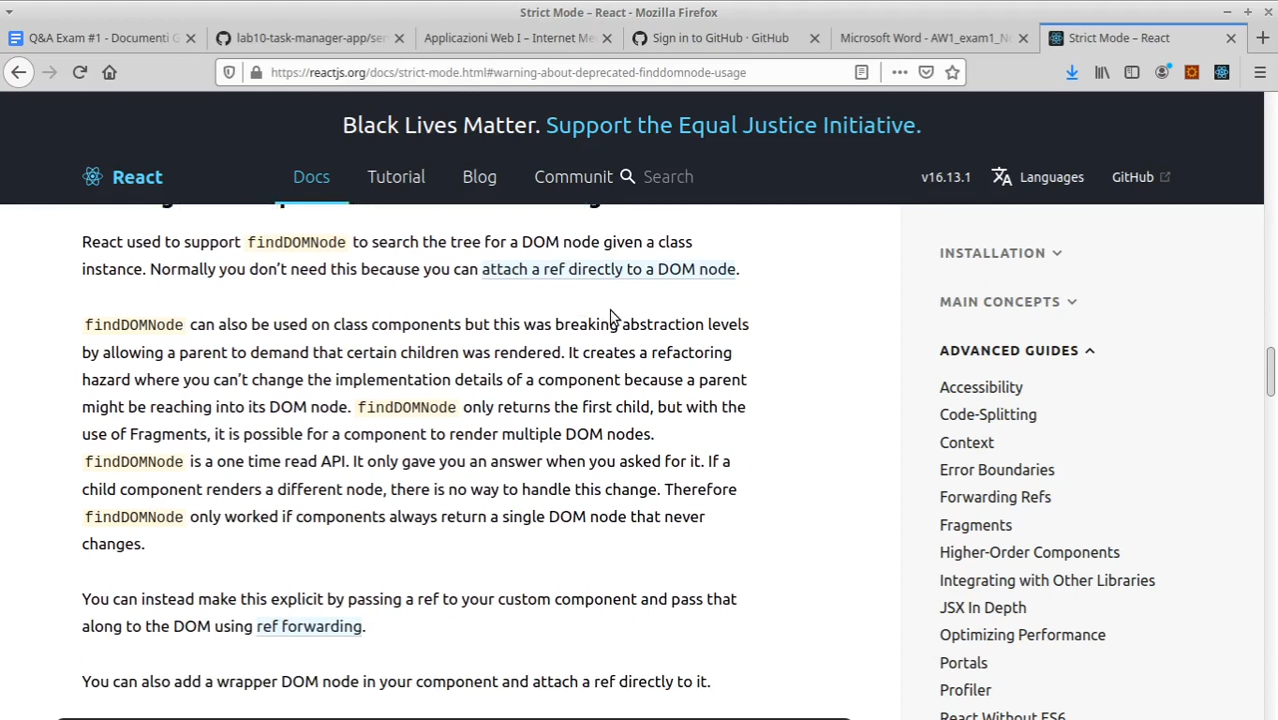 Strict Mode – React - Mozilla Firefox
Q&A Exam #1 - Documenti G
lab10-task-manager-app/ser
Applicazioni Web I – Internet Me
Sign in to GitHub · GitHub
Microsoft Word - AW1_exam1_No
Strict Mode – React
https://reactjs.org/docs/strict-mode.html#warning-about-deprecated-finddomnode-usage
Black Lives Matter. Support the Equal Justice Initiative.
React
Docs
Tutorial
Blog
Communit
Search
v16.13.1
Languages
GitHub
React used to support findDOMNode to search the tree for a DOM node given a class
instance. Normally you don’t need this because you can attach a ref directly to a DOM node.
findDOMNode can also be used on class components but this was breaking abstraction levels
by allowing a parent to demand that certain children was rendered. It creates a refactoring
hazard where you can’t change the implementation details of a component because a parent
might be reaching into its DOM node. findDOMNode only returns the first child, but with the
use of Fragments, it is possible for a component to render multiple DOM nodes.
findDOMNode is a one time read API. It only gave you an answer when you asked for it. If a
child component renders a different node, there is no way to handle this change. Therefore
findDOMNode only worked if components always return a single DOM node that never
changes.
You can instead make this explicit by passing a ref to your custom component and pass that
along to the DOM using ref forwarding.
You can also add a wrapper DOM node in your component and attach a ref directly to it.
INSTALLATION
MAIN CONCEPTS
ADVANCED GUIDES
Accessibility
Code-Splitting
Context
Error Boundaries
Forwarding Refs
Fragments
Higher-Order Components
Integrating with Other Libraries
JSX In Depth
Optimizing Performance
Portals
Profiler
React Without ES6